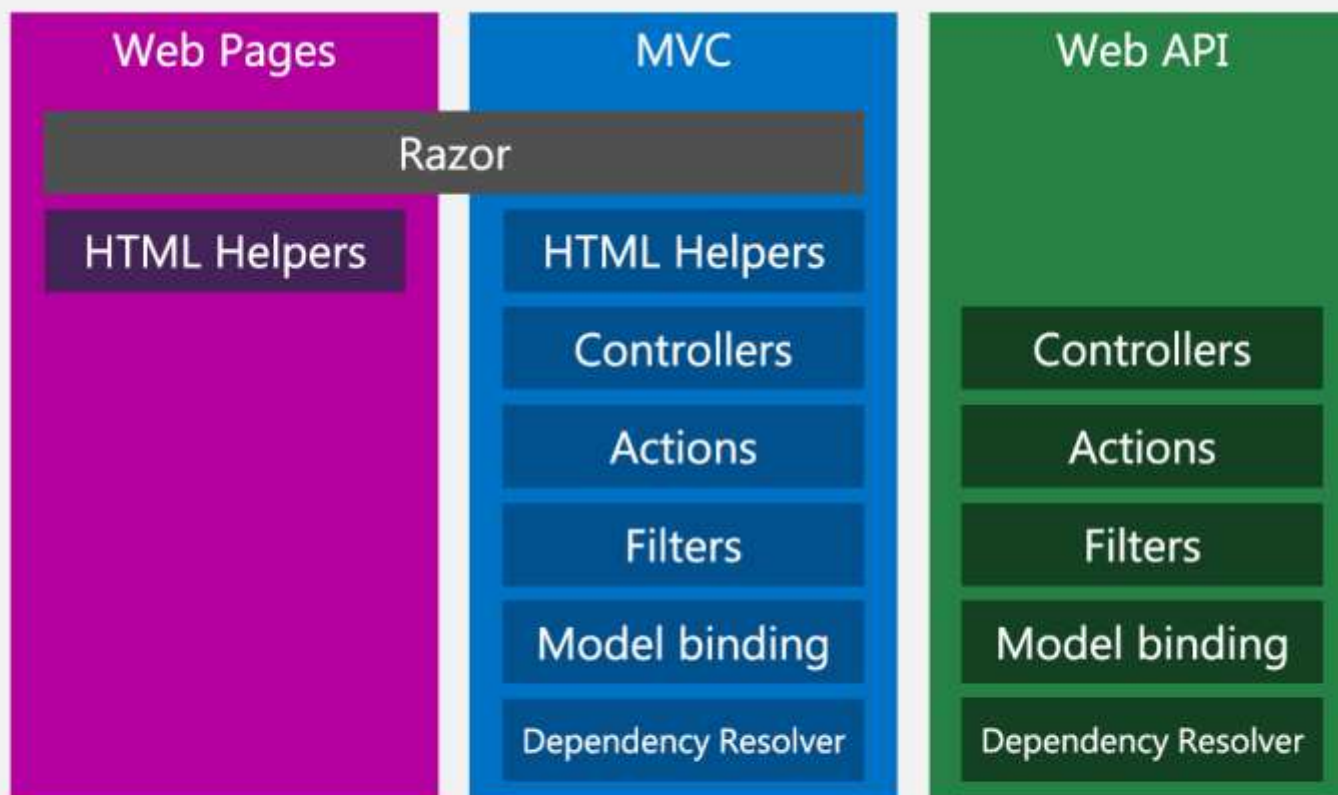 Web Pages
MVC
Web API
Razor
HTML Helpers
HTML Helpers
Controllers
Controllers
Actions
Actions
Filters
Filters
Model binding
Model binding
Dependency Resolver
Dependency Resolver